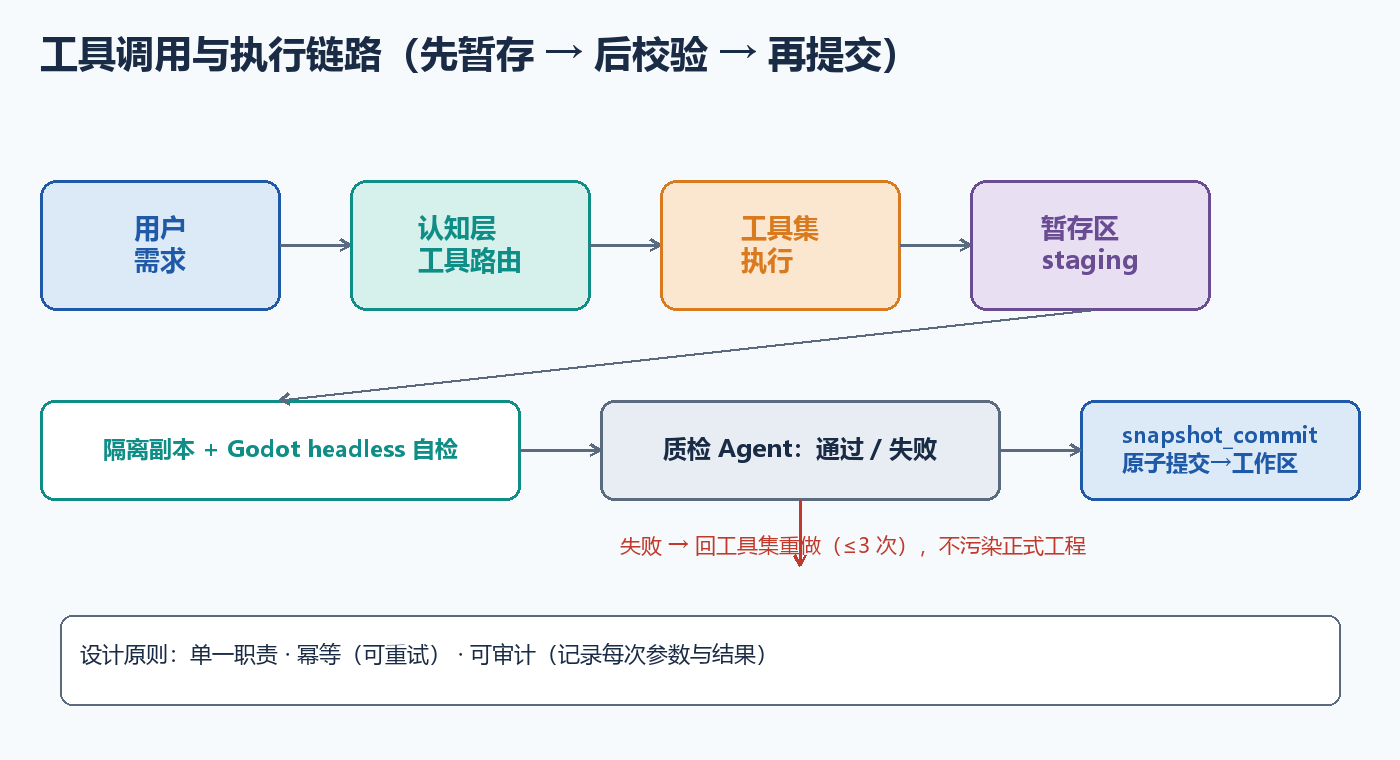 工具调用与执行链路（先暂存 → 后校验 → 再提交）
用户
需求
认知层
工具路由
工具集
执行
暂存区
staging
隔离副本 + Godot headless 自检
质检 Agent：通过 / 失败
snapshot_commit
原子提交→工作区
失败 → 回工具集重做（≤3 次），不污染正式工程
设计原则：单一职责 · 幂等（可重试） · 可审计（记录每次参数与结果）